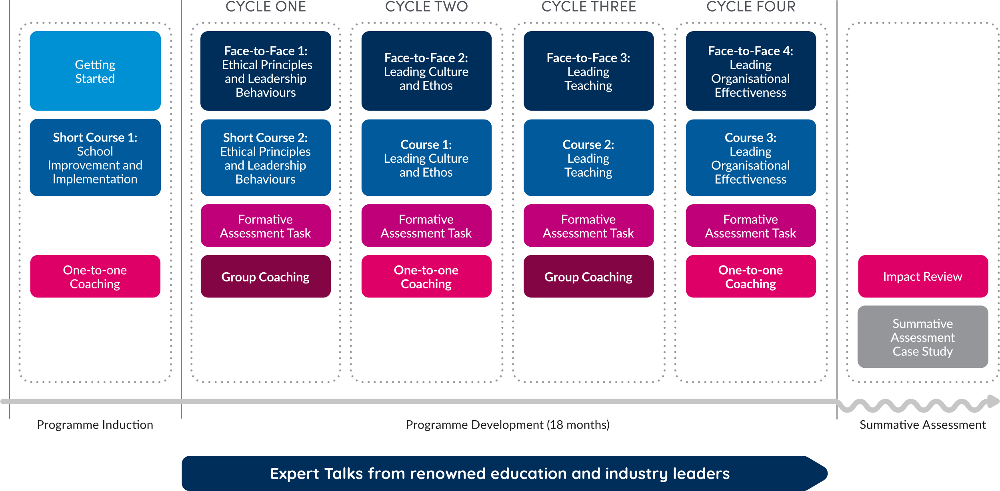 CYCLE ONE
CYCLE TWO
CYCLE THREE
CYCLE FOUR
Getting
Started
Short Course 1:
School
Improvement and
Implementation
One-to-one
Coaching
Face-to-Face 1:
Ethical Principles
and Leadership
Behaviours
Short Course 2:
Ethical Principles
and Leadership
Behaviours
Formative
Assessment Task
Group Coaching
Face-to-Face 2:
Leading Culture
and Ethos
Course 1:
Leading Culture
and Ethos
Formative
Assessment Task
One-to-one
Coaching
Face-to-Face 3:
Leading
Teaching
Course 2:
Leading
Teaching
Formative
Assessment Task
Group Coaching
Face-to-Face 4:
Leading
Organisational
Effectiveness
Course 3:
Leading
Organisational
Effectiveness
Formative
Assessment Task
One-to-one
Coaching
Impact Review
Summative
Assessment
Case Study
Programme Induction
Programme Development (18 months)
Summative Assessment
Expert Talks from renowned education and industry leaders